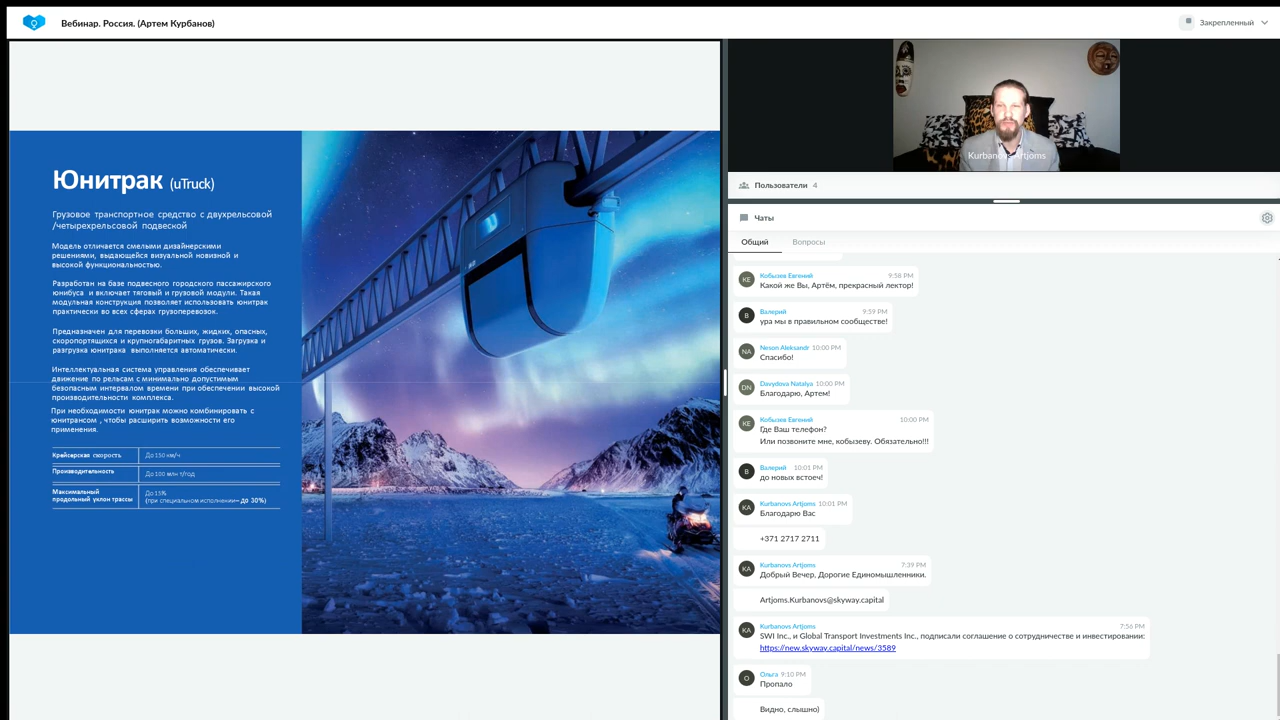 Вебинар. Россия. (Артем Курбанов)
Закрепленный
Юнитрак (uTruck)
Грузовое транспортное средство с двухрельсовой
/четырехрельсовой подвеской
Модель отличается смелыми дизайнерскими
решениями, выдающейся визуальной новизной и
высокой функциональностью.
Разработан на базе подвесного городского пассажирского
юнибуса и включает тяговый и грузовой модули. Такая
модульная конструкция позволяет использовать юнитрак
практически во всех сферах грузоперевозок.
Предназначен для перевозки больших, жидких, опасных,
скоропортящихся и крупногабаритных грузов. Загрузка и
разгрузка юнитрака выполняется автоматически.
Интеллектуальная система управления обеспечивает
движение по рельсам с минимально допустимым
безопасным интервалом времени при обеспечении высокой
производительности комплекса.
При необходимости юнитрак можно комбинировать с
юнитрансом , чтобы расширить возможности его
применения.
Крейсерская скорость До 150 км/ч
Производительность До 100 млн т/год
Максимальный
продольный уклон трассы
До 15%
(при специальном исполнении– до 30%)
Kurbanovs Artjoms
Пользователи 4
Чаты
Общий Вопросы
KE Кобызев Евгений 9:58 PM
Какой же Вы, Артём, прекрасный лектор!
В Валерий 9:59 PM
ура мы в правильном сообществе!
NA Nexon Aleksandr 10:00 PM
Спасибо!
DN Davydova Natalya 10:00 PM
Благодарю, Артем!
KE Кобызев Евгений 10:00 PM
Где Ваш телефон?
Или позвоните мне, кобызеву. Обязательно!!!
В Валерий 10:01 PM
до новых встоеч!
KA Kurbanovs Artjoms 10:01 PM
Благодарю Вас
+371 2717 2711
KA Kurbanovs Artjoms 7:39 PM
Добрый Вечер, Дорогие Единомышленники.
Artjoms.Kurbanovs@skyway.capital
KA Kurbanovs Artjoms 7:56 PM
SWI Inc., и Global Transport Investments Inc., подписали соглашение о сотрудничестве и инвестировании:
https://new.skyway.capital/news/3589
О Ольга 9:10 PM
Пропало
Видно, слышно)